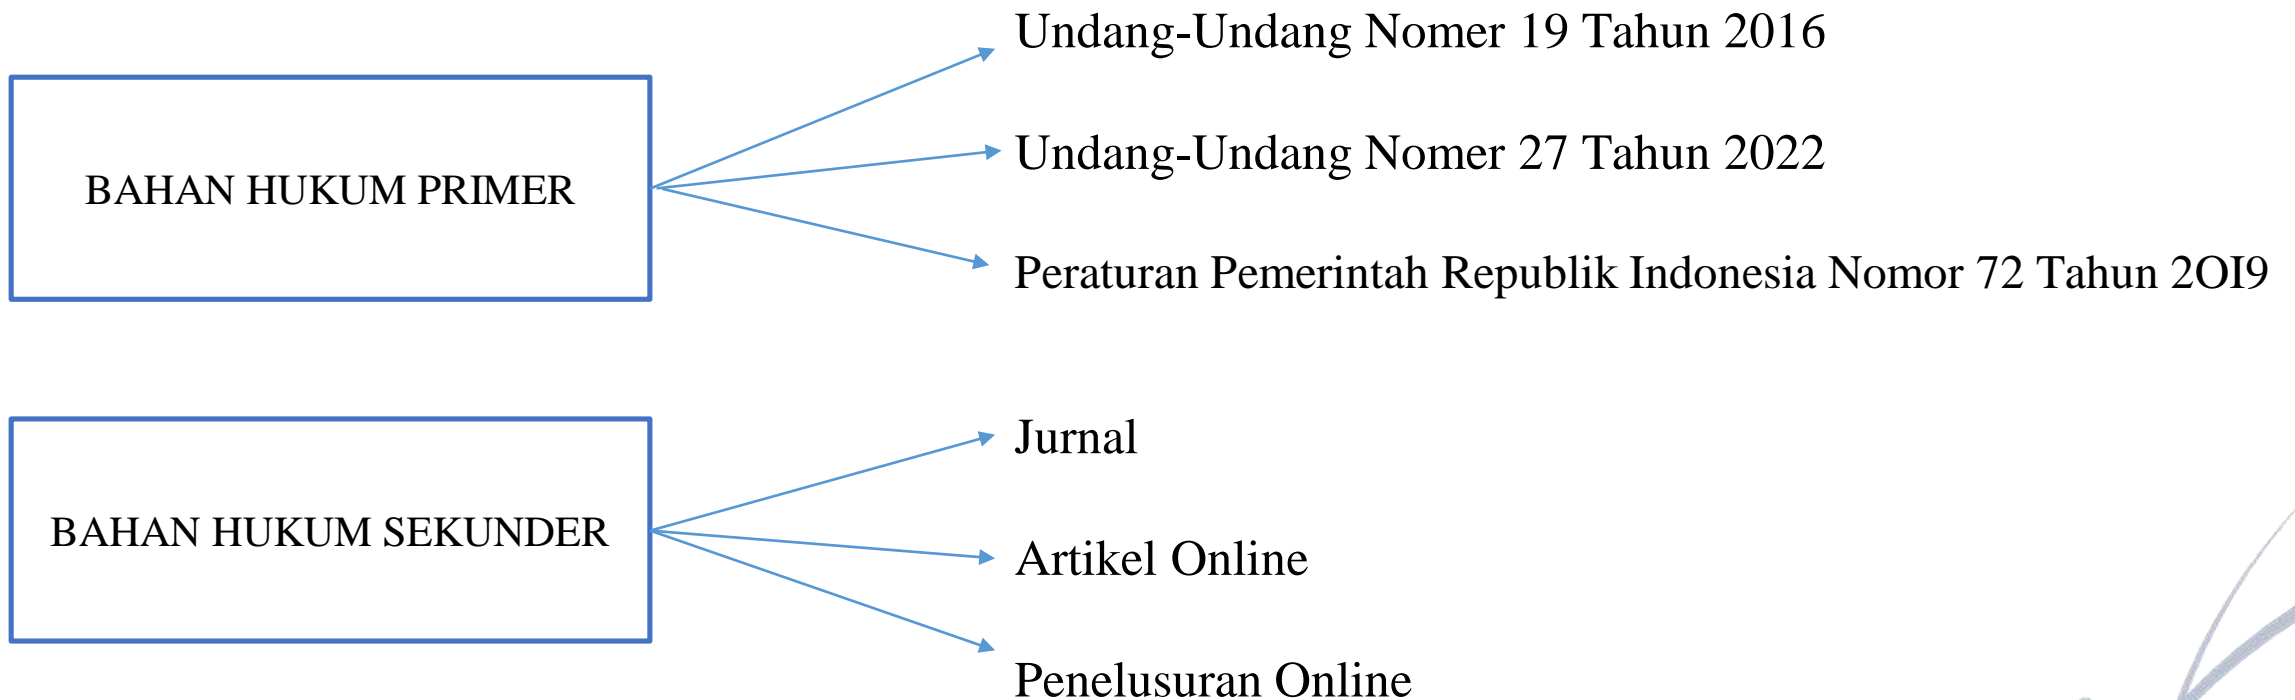 BAHAN HUKUM PRIMER
Undang-Undang Nomer 19 Tahun 2016
Undang-Undang Nomer 27 Tahun 2022
Peraturan Pemerintah Republik Indonesia Nomor 72 Tahun 2OI9
BAHAN HUKUM SEKUNDER
Jurnal
Artikel Online
Penelusuran Online